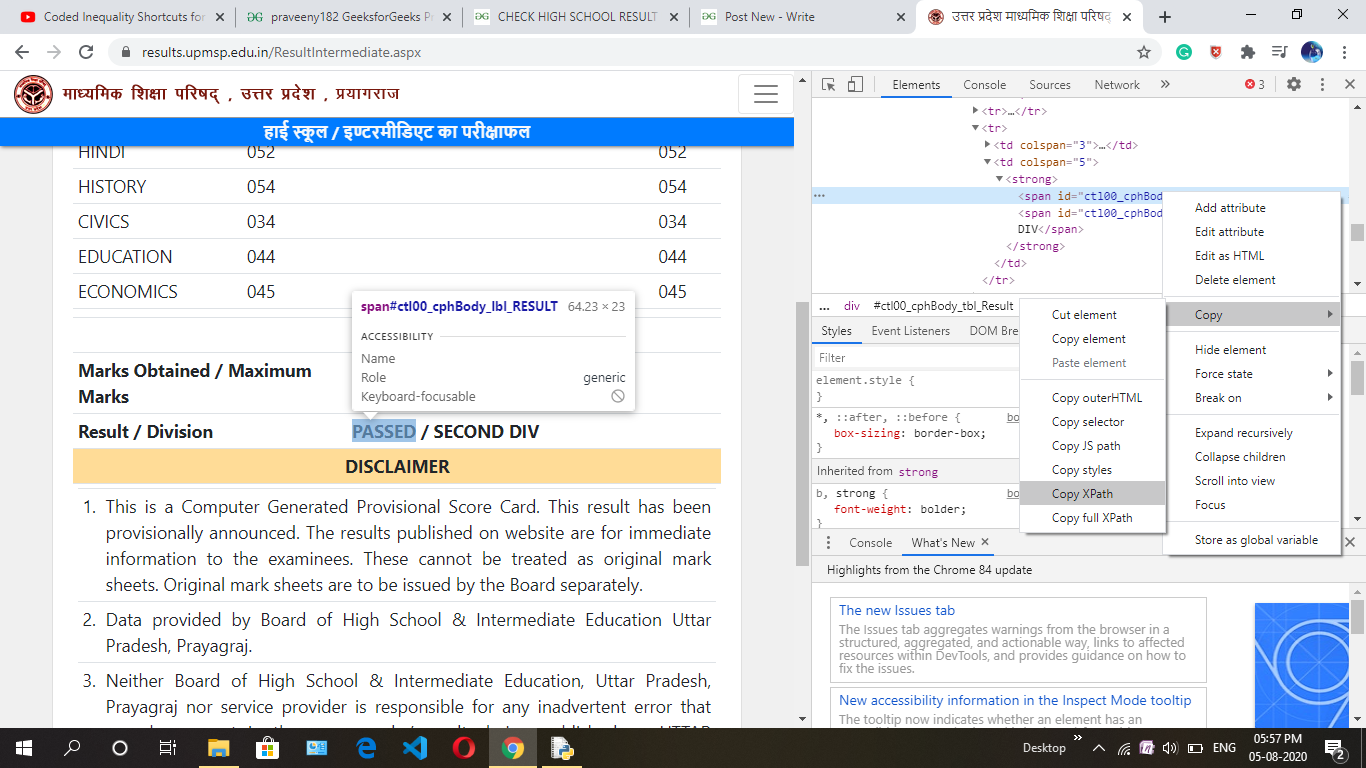 Coded Inequality Shortcuts for
praveeny182 GeeksforGeeks P
CHECK HIGH SCHOOL RESULT
Post New - Write
उत्तर प्रदेश माध्यमिक शिक्षा परिषद्
results.upmsp.edu.in/ResultIntermediate.aspx
माध्यमिक शिक्षा परिषद् , उत्तर प्रदेश , प्रयागराज
हाई स्कूल / इण्टरमीडिएट का परीक्षाफल
HINDI 052 052
HISTORY 054 054
CIVICS 034 034
EDUCATION 044 044
ECONOMICS 045 045
span#ctl00_cphBody_lbl_RESULT 64.23 × 23
ACCESSIBILITY
Name
Role generic
Keyboard-focusable
Marks Obtained / Maximum
Marks
Result / Division PASSED / SECOND DIV
DISCLAIMER
1. This is a Computer Generated Provisional Score Card. This result has been
provisionally announced. The results published on website are for immediate
information to the examinees. These cannot be treated as original mark
sheets. Original mark sheets are to be issued by the Board separately.
2. Data provided by Board of High School & Intermediate Education Uttar
Pradesh, Prayagraj.
3. Neither Board of High School & Intermediate Education, Uttar Pradesh,
Prayagraj nor service provider is responsible for any inadvertent error that
Elements Console Sources Network » 3
<tr>…</tr>
<tr>
<td colspan="3">…</td>
<td colspan="5">
<strong>
<span id="ctl00_cphBod
<span id="ctl00_cphBod
DIV</span>
</strong>
</td>
</tr>
... div #ctl00_cphBody_tbl_Result
Styles Event Listeners DOM Bre
Filter
element.style {
}
*, ::after, ::before { bo
box-sizing: border-box;
}
Inherited from strong
b, strong { bo
font-weight: bolder;
}
Add attribute
Edit attribute
Edit as HTML
Delete element
Copy
Hide element
Force state
Break on
Expand recursively
Collapse children
Scroll into view
Focus
Store as global variable
Cut element
Copy element
Paste element
Copy outerHTML
Copy selector
Copy JS path
Copy styles
Copy XPath
Copy full XPath
Console What's New
Highlights from the Chrome 84 update
The new Issues tab
The Issues tab aggregates warnings from the browser in a
structured, aggregated, and actionable way, links to affected
resources within DevTools, and provides guidance on how to
fix the issues.
New accessibility information in the Inspect Mode tooltip
The tooltip now indicates whether an element has an
Desktop » ENG 05:57 PM
05-08-2020 2